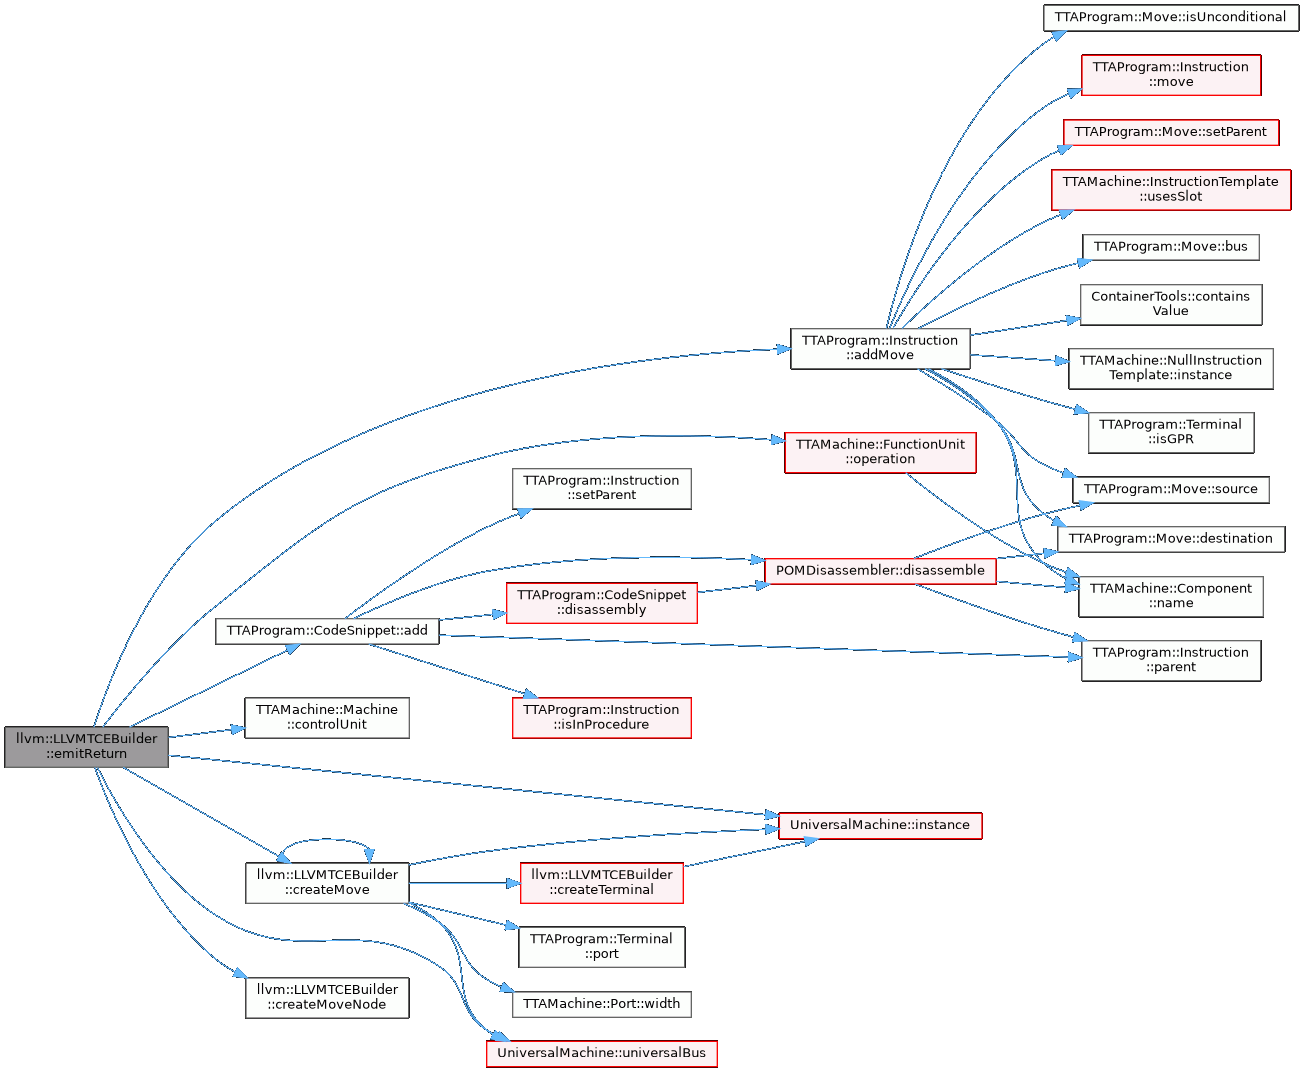 TTAProgram::Move::isUnconditional
TTAProgram::Instruction
::move
TTAProgram::Move::setParent
TTAMachine::InstructionTemplate
::usesSlot
TTAProgram::Move::bus
ContainerTools::contains
Value
TTAProgram::Instruction
::addMove
TTAMachine::NullInstruction
Template::instance
TTAProgram::Terminal
::isGPR
TTAMachine::FunctionUnit
::operation
TTAProgram::Instruction
::setParent
TTAProgram::Move::source
TTAProgram::Move::destination
POMDisassembler::disassemble
TTAProgram::CodeSnippet
::disassembly
TTAMachine::Component
::name
TTAProgram::CodeSnippet::add
TTAProgram::Instruction
::parent
TTAMachine::Machine
::controlUnit
TTAProgram::Instruction
::isInProcedure
llvm::LLVMTCEBuilder
::emitReturn
UniversalMachine::instance
llvm::LLVMTCEBuilder
::createMove
llvm::LLVMTCEBuilder
::createTerminal
TTAProgram::Terminal
::port
llvm::LLVMTCEBuilder
::createMoveNode
TTAMachine::Port::width
UniversalMachine::universalBus